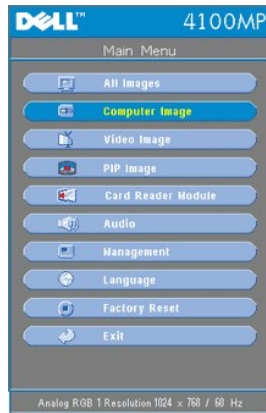 DELL™
4100MP
Main Menu
All Images
Computer Image
Video Image
PIP Image
Card Reader Module
Audio
Management
Language
Factory Reset
Exit
Analog RGB 1 Resolution 1024 x 768 / 60 Hz